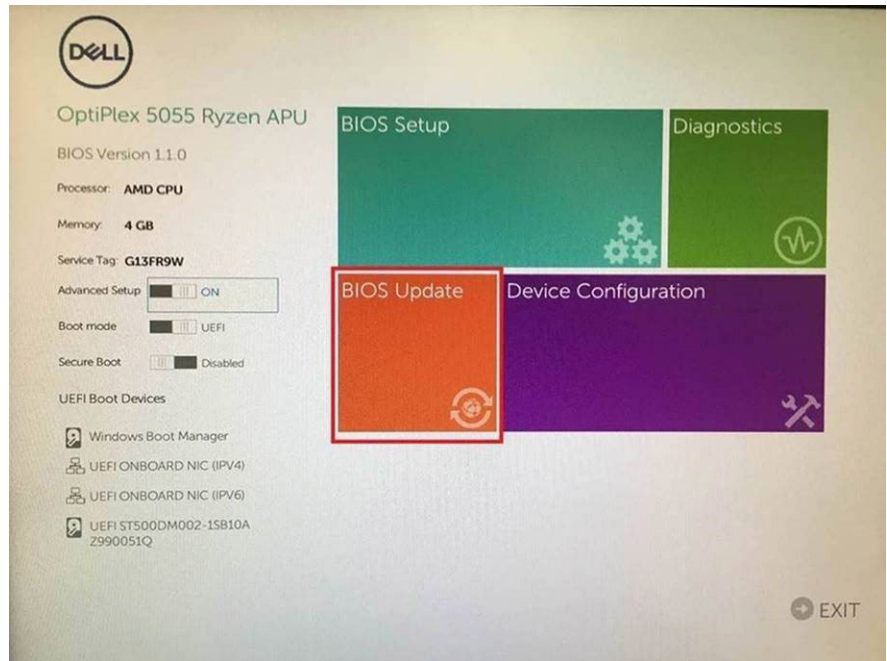 DELL
OptiPlex 5055 Ryzen APU
BIOS Version 1.1.0
Processor: AMD CPU
Memory: 4 GB
Service Tag: G13FR9W
Advanced Setup ON
Boot mode UEFI
Secure Boot Disabled
UEFI Boot Devices
Windows Boot Manager
UEFI ONBOARD NIC (IPV4)
UEFI ONBOARD NIC (IPV6)
UEFI ST500DM002-1SB10A
Z990051Q
BIOS Setup
Diagnostics
BIOS Update
Device Configuration
EXIT